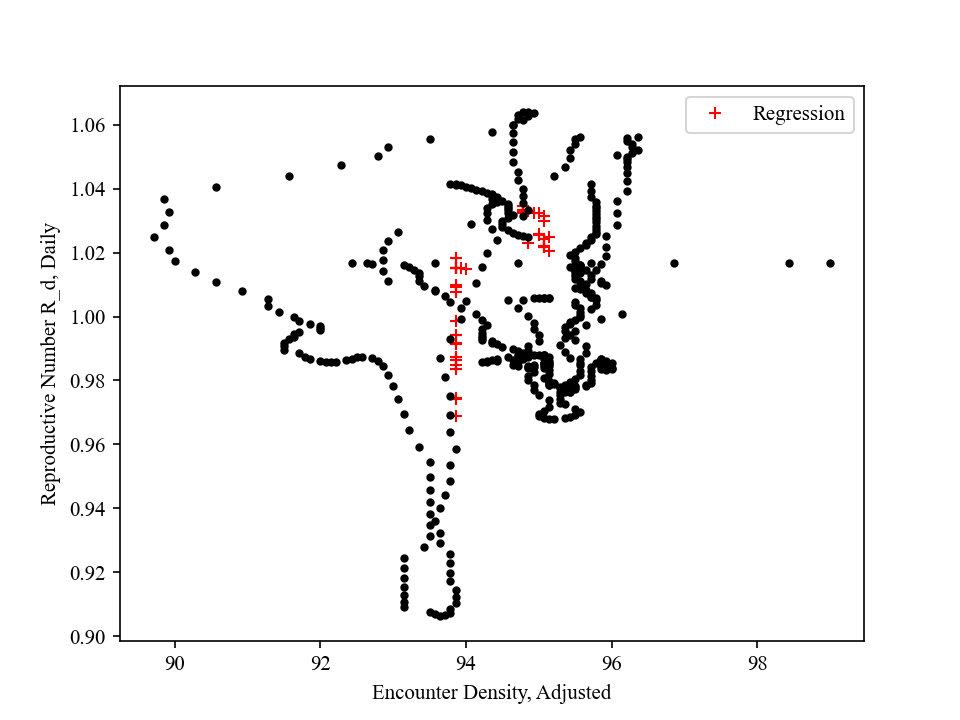 Regression
1.06
1.04
1.02
1.00
0.98
0.96
0.94
0.92
0.90
Reproductive Number R_d, Daily
90 92 94 96 98
Encounter Density, Adjusted